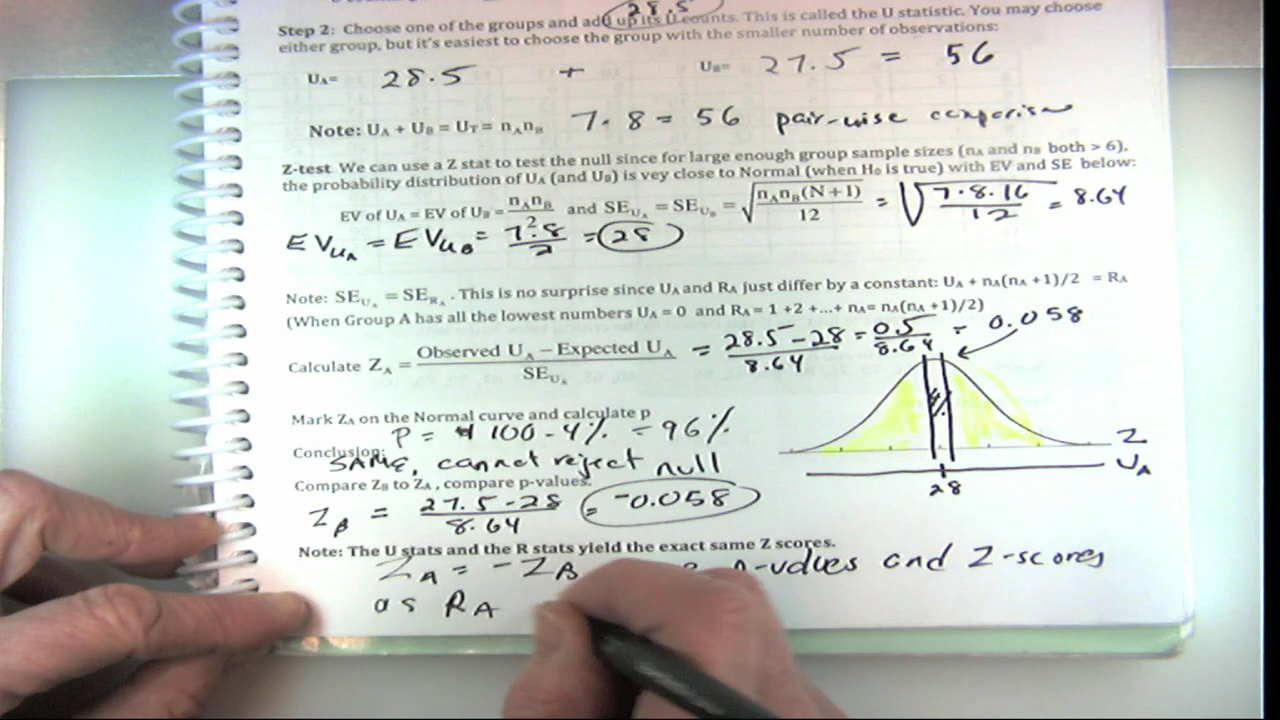 28.5
Step 2: Choose one of the groups and add up its U counts. This is called the U statistic. You may choose
either group, but it's easiest to choose the group with the smaller number of observations:
UA= 28.5 + UB= 27.5 = 56
Note: UA + UB = UT = nAnB 7·8 = 56 pair-wise comparison
Z-test We can use a Z stat to test the null since for large enough group sample sizes (nA and nB both > 6),
the probability distribution of UA (and UB) is vey close to Normal (when H0 is true) with EV and SE below:
EV of UA = EV of UB = nAnB/2 and SEUA = SEUB = √(nAnB(N+1)/12) = √(7·8·16/12) = 8.64
EVUA = EVUB = 7·8/2 = 28
Note: SEUA = SERA. This is no surprise since UA and RA just differ by a constant: UA + nA(nA +1)/2 = RA
(When Group A has all the lowest numbers UA = 0 and RA = 1 +2 +...+ nA= nA(nA +1)/2)
Calculate ZA = Observed UA – Expected UA / SEUA = 28.5 - 28 / 8.64 = 0.5 / 8.64 = 0.058
Mark ZA on the Normal curve and calculate p
P = 100 - 4% = 96%
Conclusion:
SAME, cannot reject null
Z
UA
28
Compare ZB to ZA, compare p-values.
ZB = 27.5 - 28 / 8.64 = -0.058
Note: The U stats and the R stats yield the exact same Z scores.
ZA = -ZB p-values and Z-scores
as RA